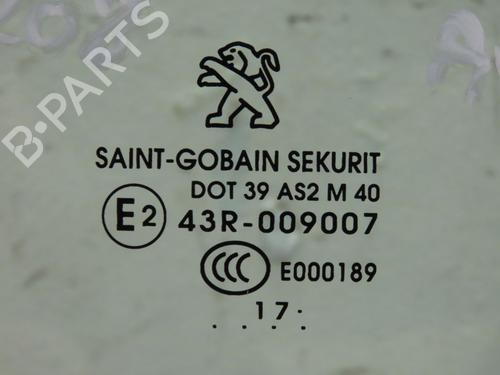 B-PARTS
SAINT-GOBAIN SEKURIT
DOT 39 AS2 M 40
E2 43R-009007
CCC E000189
. 17 :
. . . .